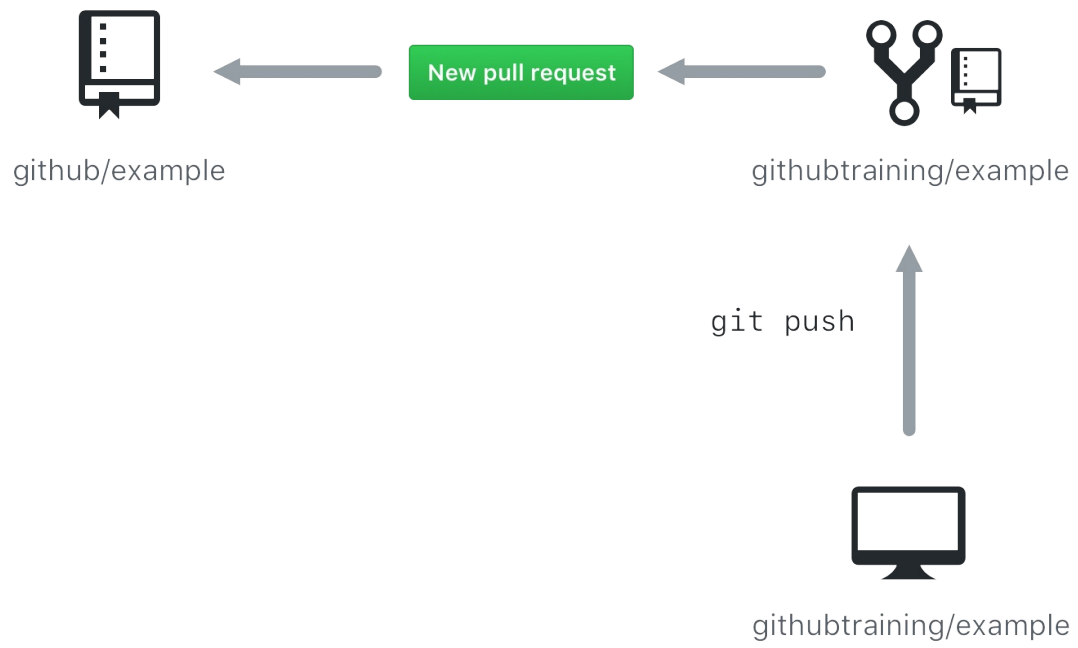 New pull request
github/example
githubtraining/example
git push
githubtraining/example